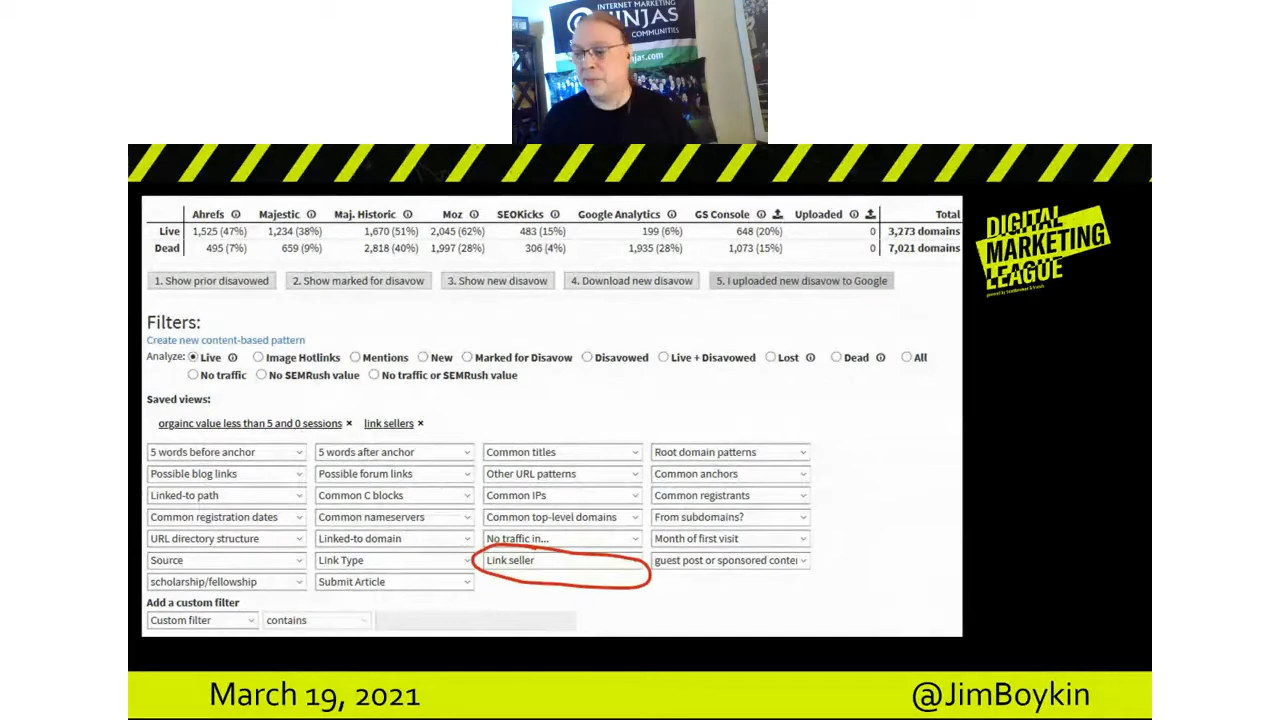 INTERNET MARKETING
NINJAS
COMMUNITIES
njas.com
Ahrefs Majestic Maj. Historic Moz SEOKicks Google Analytics GS Console Uploaded Total
Live 1,525 (47%) 1,234 (38%) 1,670 (51%) 2,045 (62%) 483 (15%) 199 (6%) 648 (20%) 0 3,273 domains
Dead 495 (7%) 659 (9%) 2,818 (40%) 1,997 (28%) 306 (4%) 1,935 (28%) 1,073 (15%) 0 7,021 domains
1. Show prior disavowed 2. Show marked for disavow 3. Show new disavow 4. Download new disavow 5. I uploaded new disavow to Google
Filters:
Create new content-based pattern
Analyze: Live Image Hotlinks Mentions New Marked for Disavow Disavowed Live + Disavowed Lost Dead All
No traffic No SEMRush value No traffic or SEMRush value
Saved views:
orgainc value less than 5 and 0 sessions × link sellers ×
5 words before anchor 5 words after anchor Common titles Root domain patterns
Possible blog links Possible forum links Other URL patterns Common anchors
Linked-to path Common C blocks Common IPs Common registrants
Common registration dates Common nameservers Common top-level domains From subdomains?
URL directory structure Linked-to domain No traffic in... Month of first visit
Source Link Type Link seller guest post or sponsored conte
scholarship/fellowship Submit Article
Add a custom filter
Custom filter contains
DIGITAL
MARKETING
LEAGUE
March 19, 2021 @JimBoykin